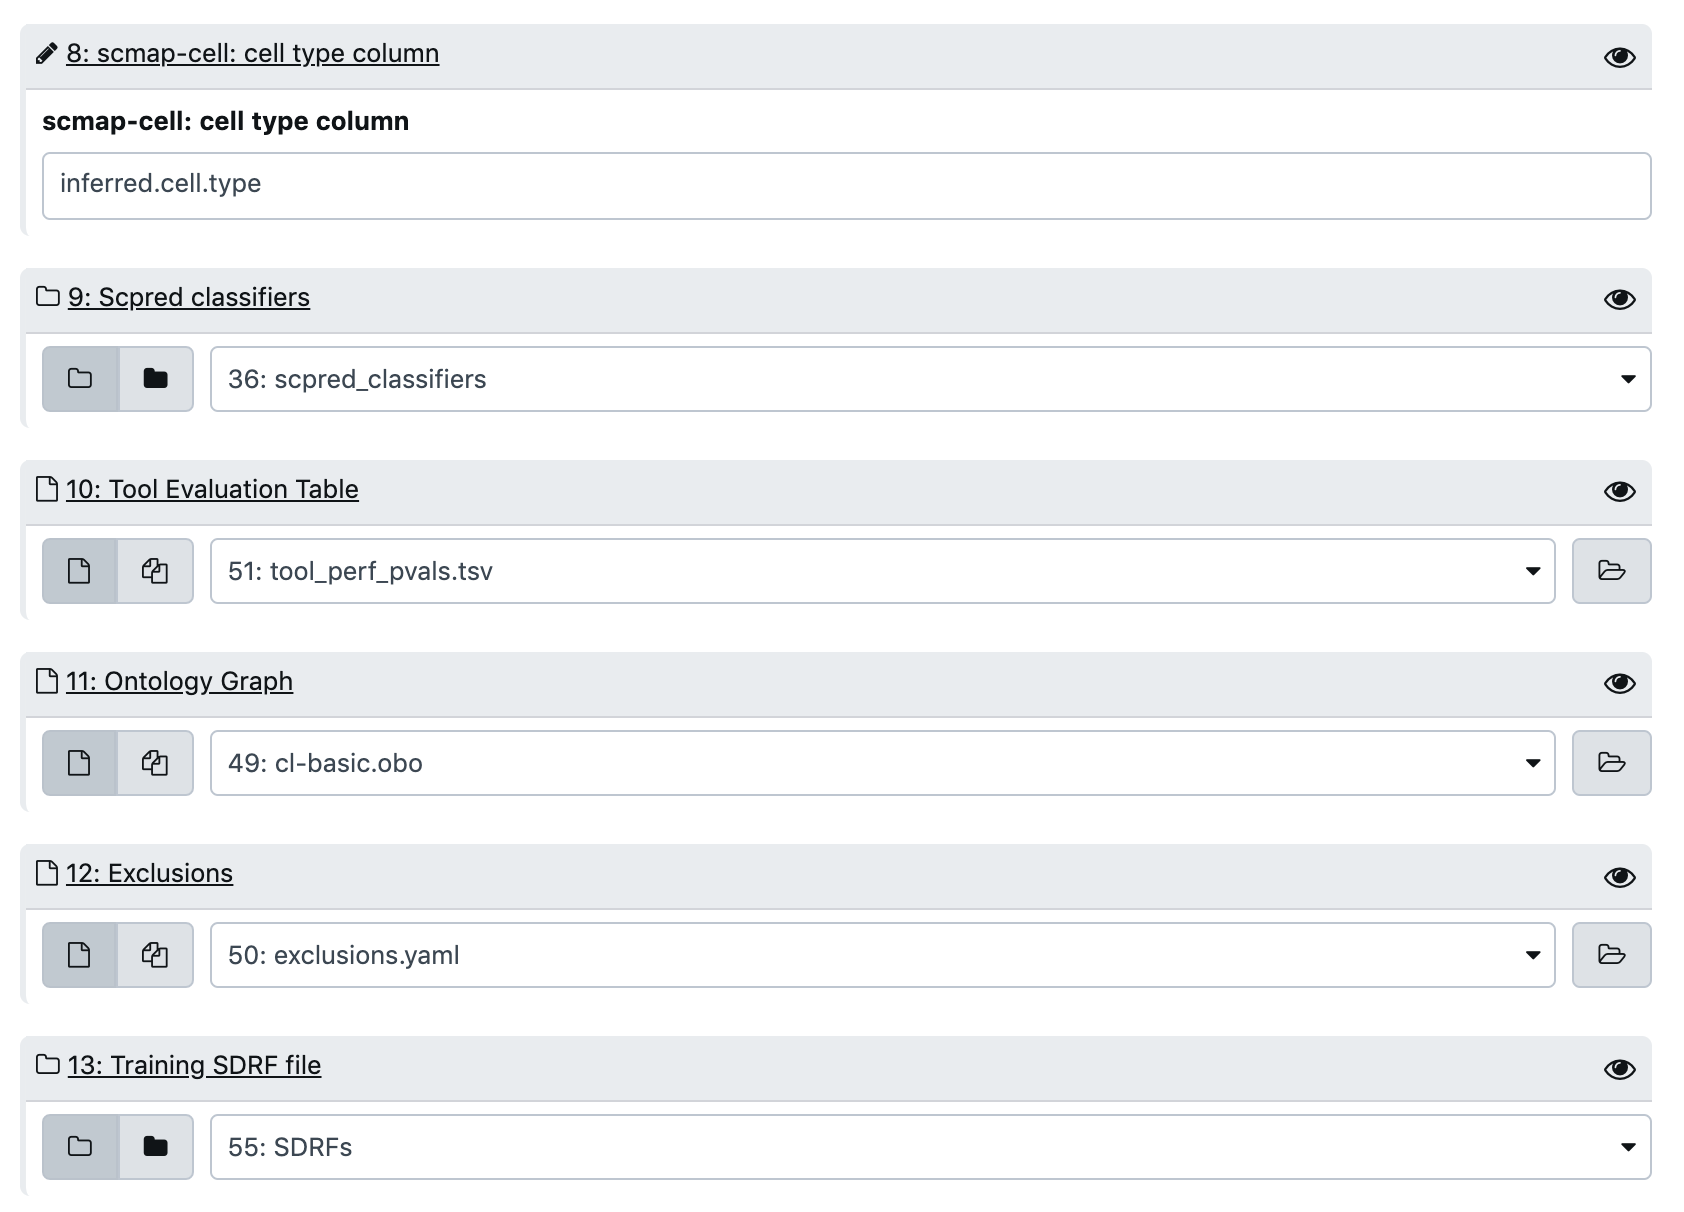 8: scmap-cell: cell type column
scmap-cell: cell type column
inferred.cell.type
9: Scpred classifiers
36: scpred_classifiers
10: Tool Evaluation Table
51: tool_perf_pvals.tsv
11: Ontology Graph
49: cl-basic.obo
12: Exclusions
50: exclusions.yaml
13: Training SDRF file
55: SDRFs